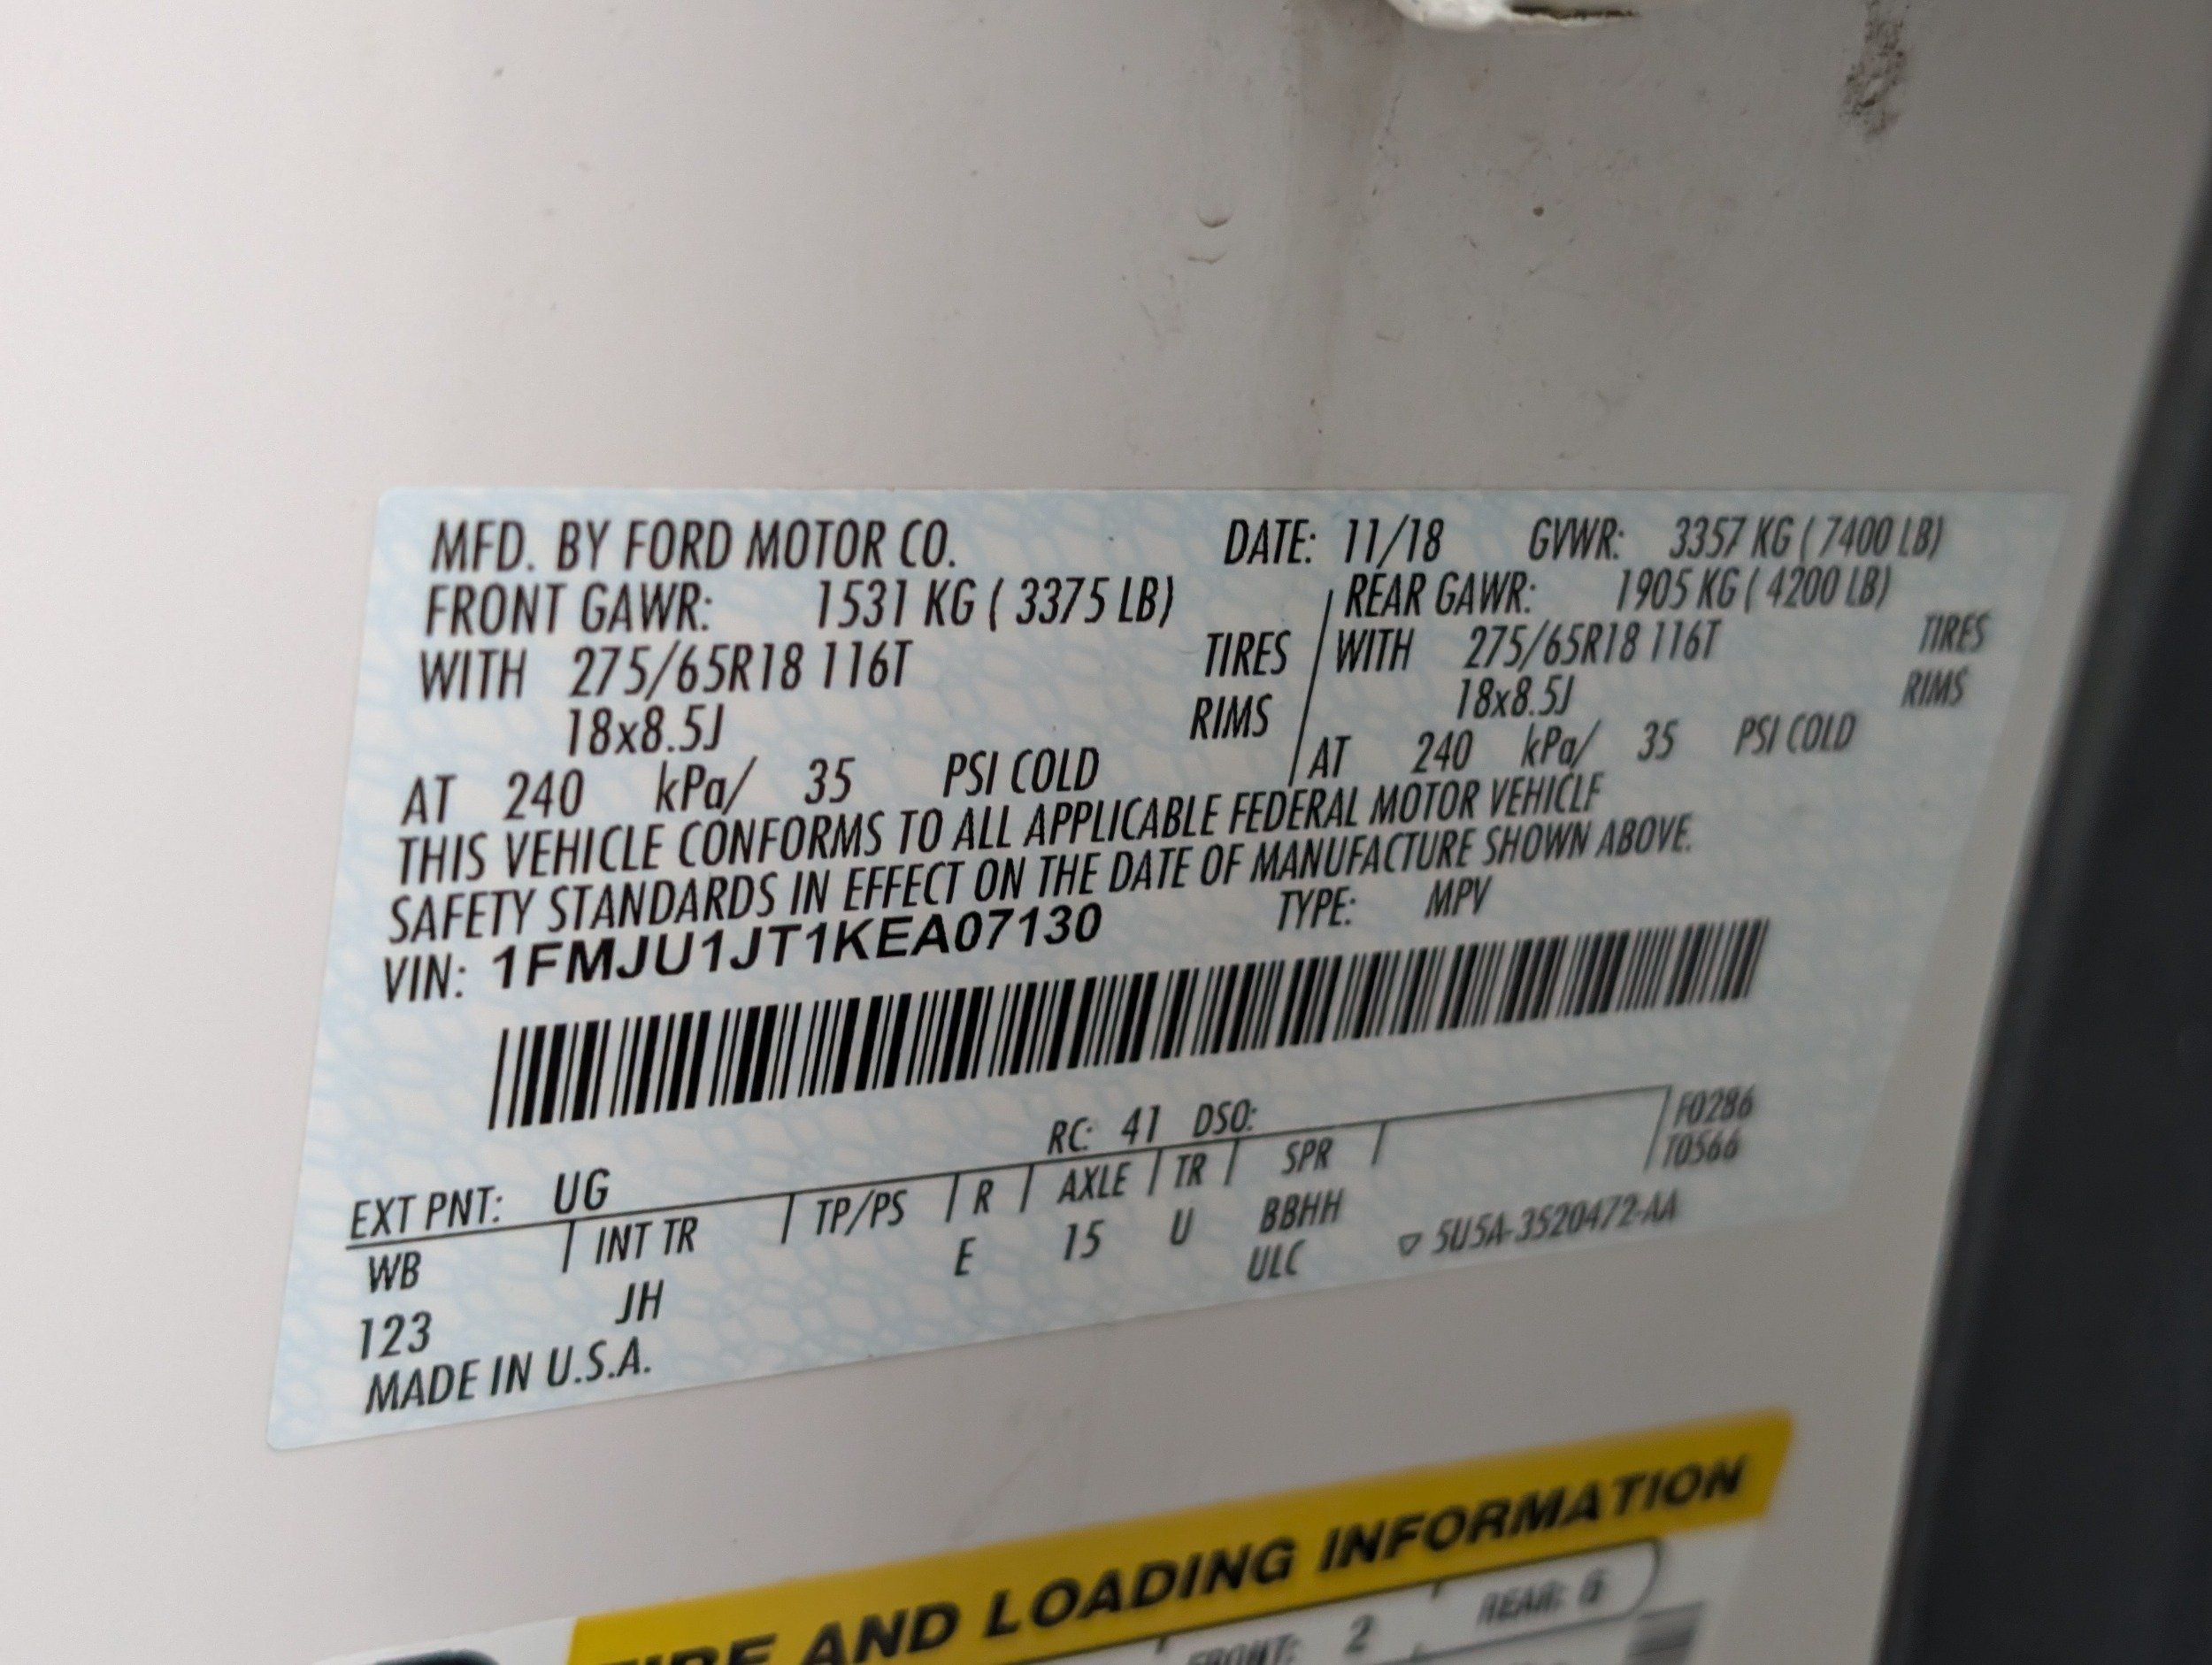 MFD. BY FORD MOTOR CO. DATE: 11/18 GVWR: 3357 KG ( 7400 LB)
FRONT GAWR: 1531 KG ( 3375 LB) REAR GAWR: 1905 KG ( 4200 LB)
WITH 275/65R18 116T TIRES WITH 275/65R18 116T TIRES
18x8.5J RIMS 18x8.5J RIMS
AT 240 kPa/ 35 PSI COLD AT 240 kPa/ 35 PSI COLD
THIS VEHICLE CONFORMS TO ALL APPLICABLE FEDERAL MOTOR VEHICLE
SAFETY STANDARDS IN EFFECT ON THE DATE OF MANUFACTURE SHOWN ABOVE.
VIN: 1FMJU1JT1KEA07130 TYPE: MPV
EXT PNT: UG RC: 41 DSO: F0286
WB INT TR TP/PS R AXLE TR SPR T0566
123 JH E 15 U BBHH
ULC ▽ 5U5A-3520472-AA
MADE IN U.S.A.
AND LOADING INFORMATION
FRONT: 2 REAR: